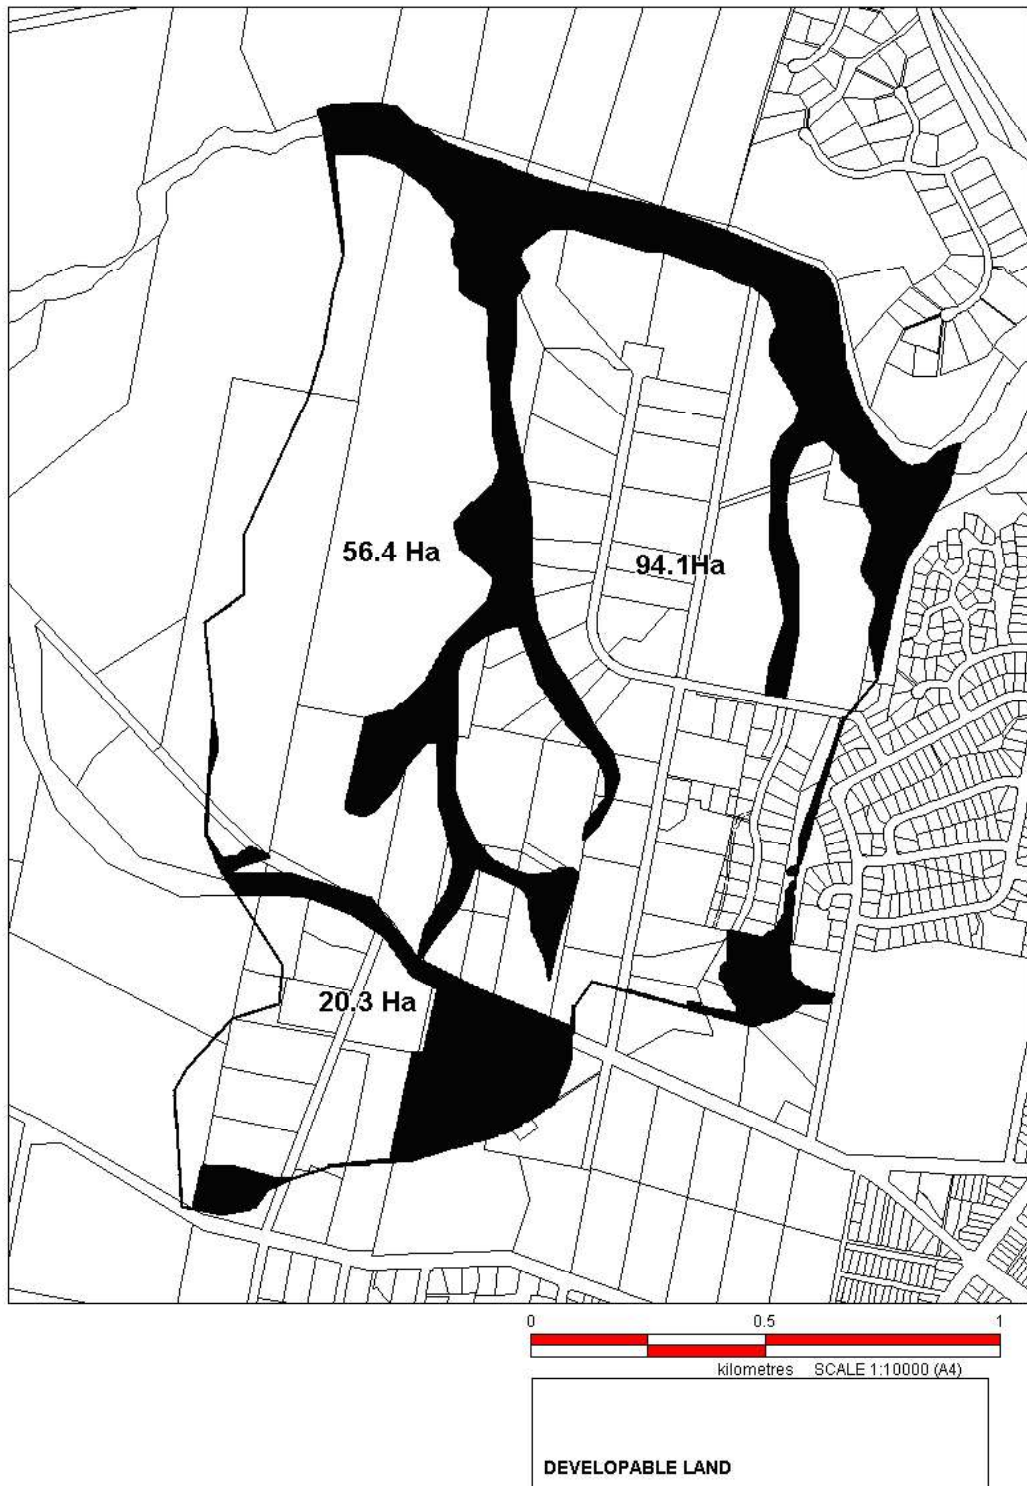 56.4 Ha
94.1Ha
20.3 Ha
0 0.5 1
kilometres SCALE 1:10000 (A4)
DEVELOPABLE LAND